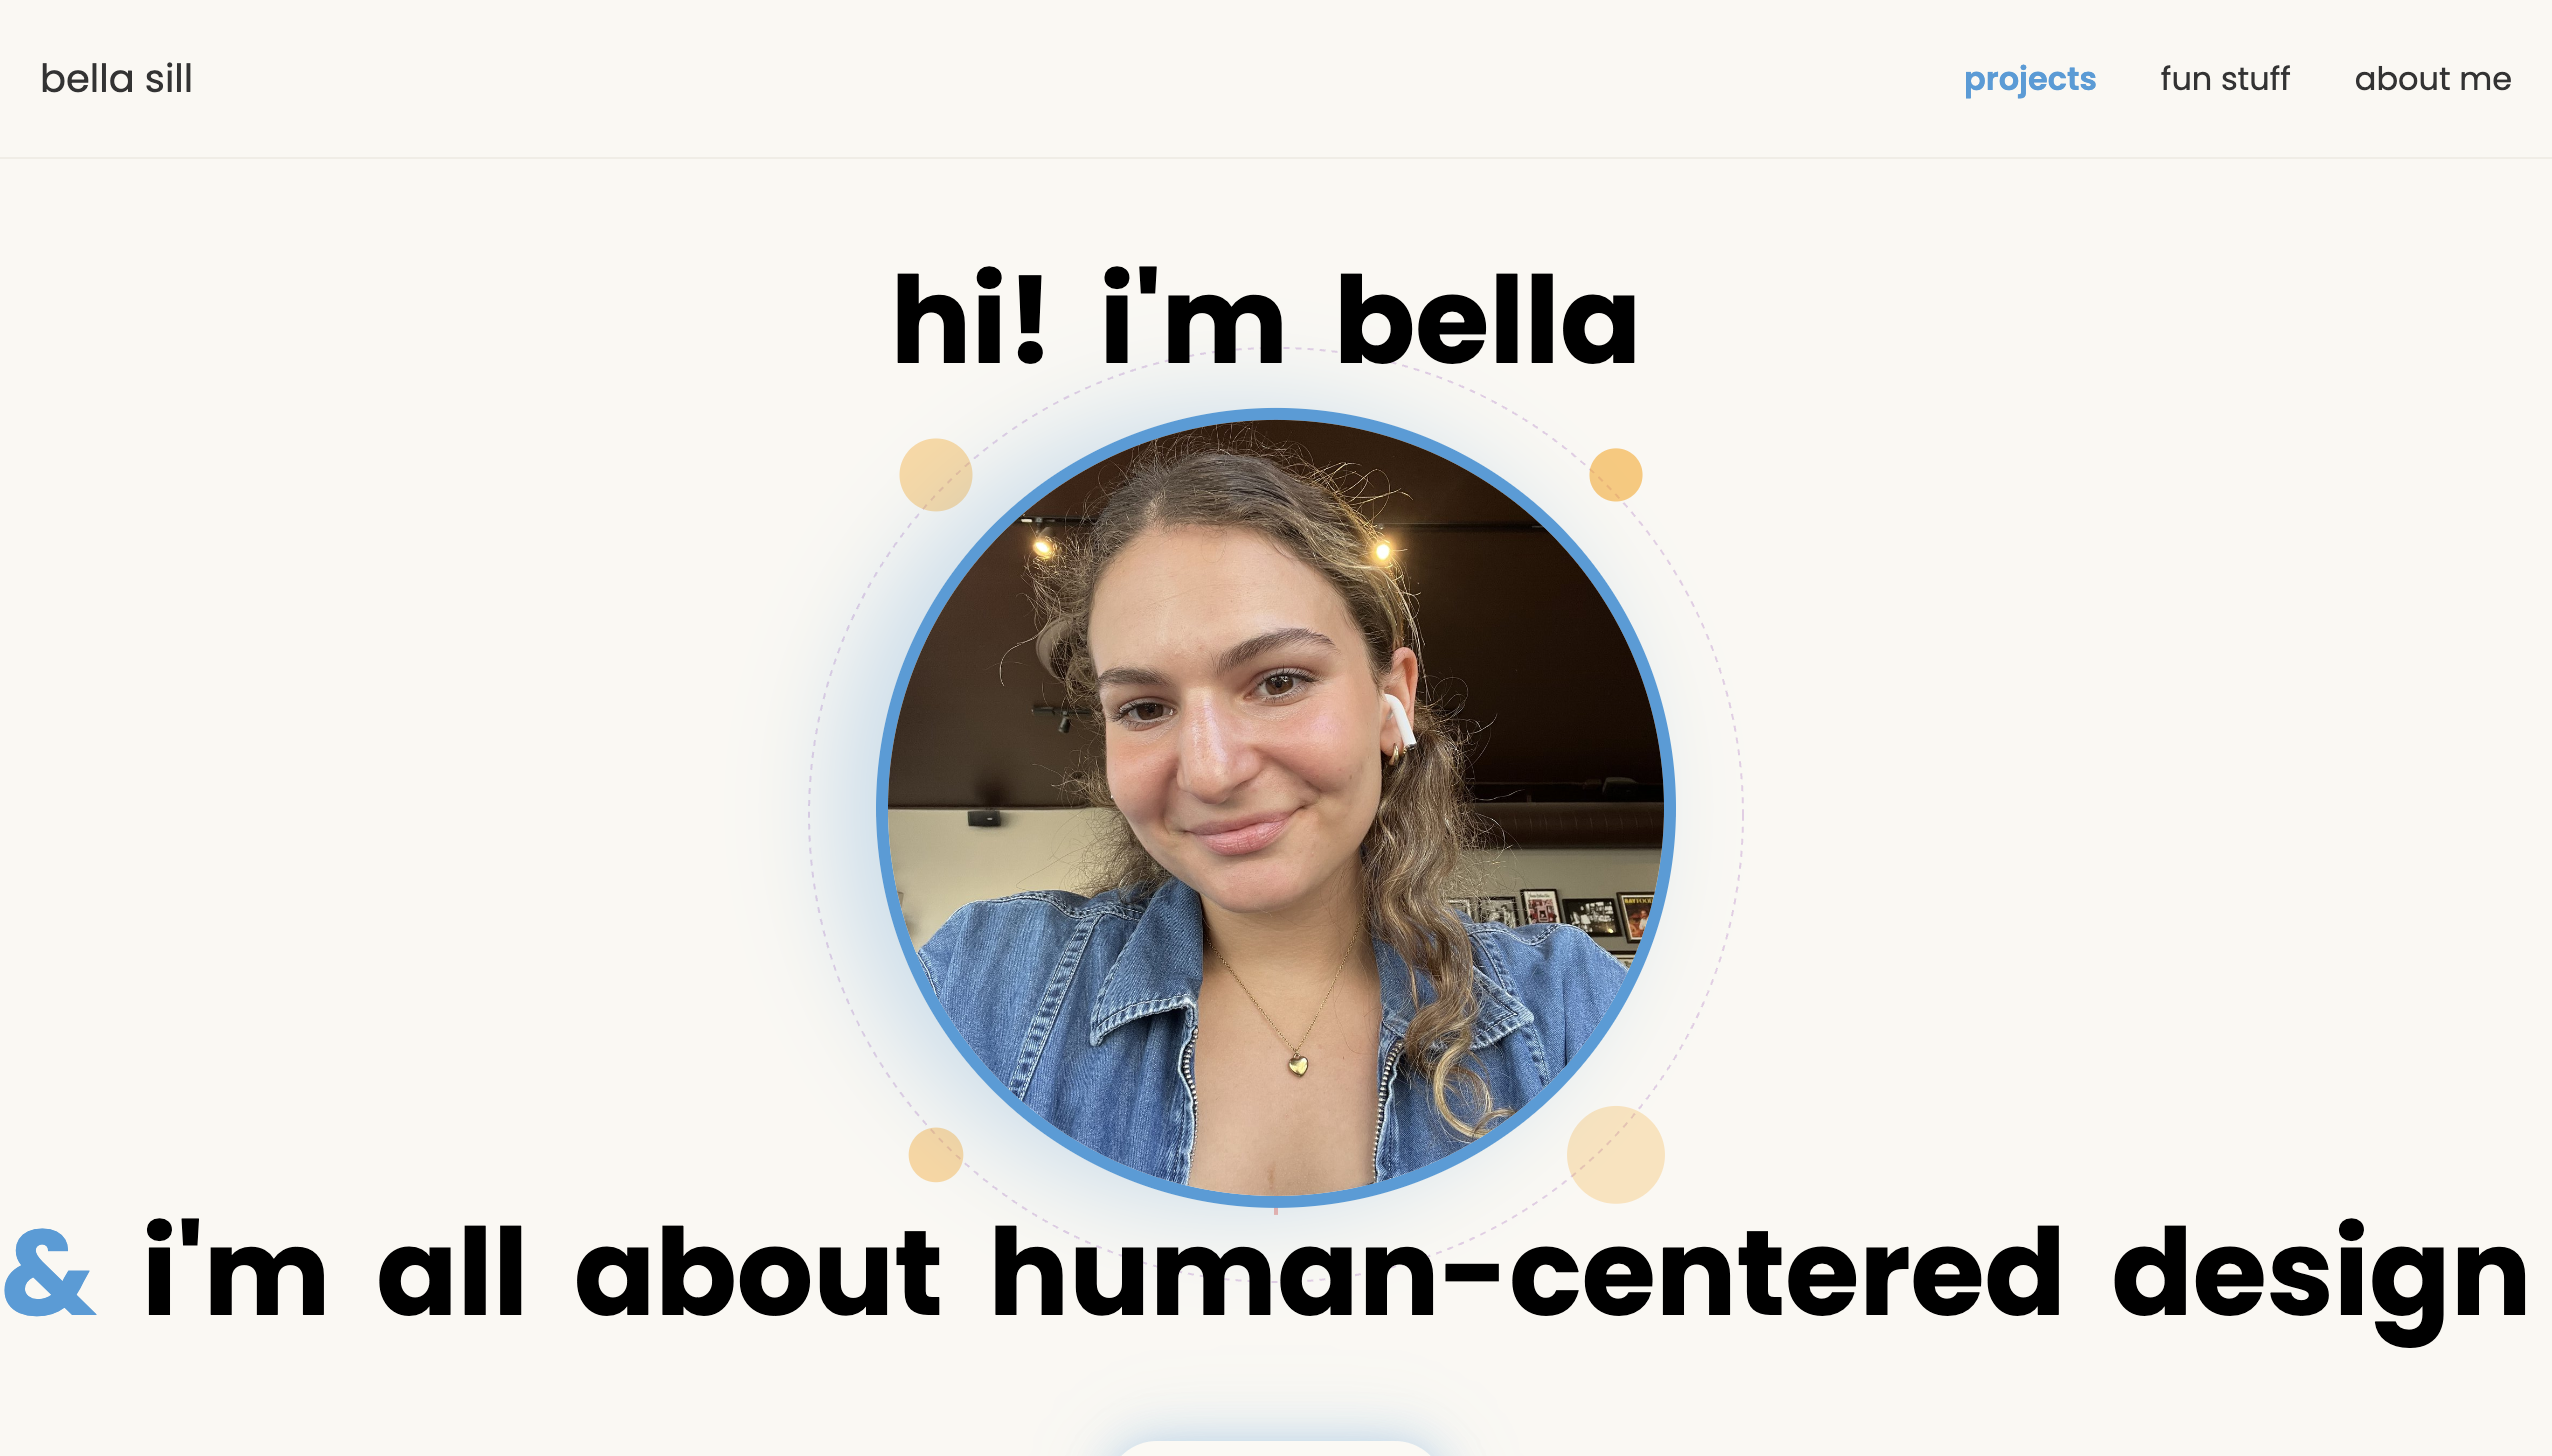 bella sill
projects
fun stuff
about me
hi! i'm bella
& i'm all about human-centered design